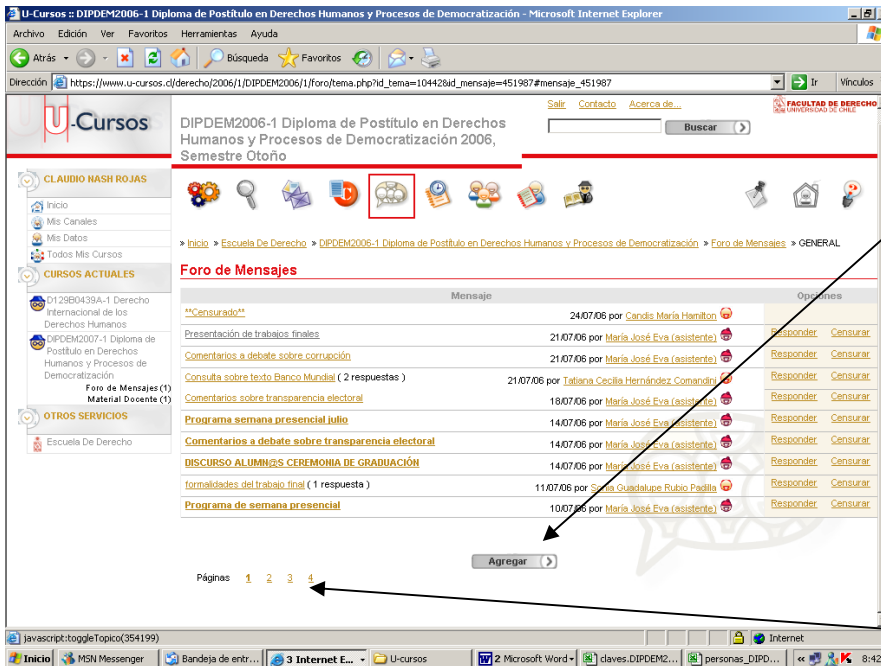 U-Cursos :: DIPDEM2006-1 Diploma de Postítulo en Derechos Humanos y Procesos de Democratización - Microsoft Internet Explorer
Archivo Edición Ver Favoritos Herramientas Ayuda
Atrás Búsqueda Favoritos
Dirección https://www.u-cursos.cl/derecho/2006/1/DIPDEM2006/1/foro/tema.php?id_tema=10442&id_mensaje=451987#mensaje_451987 Ir Vínculos
U-Cursos
DIPDEM2006-1 Diploma de Postítulo en Derechos
Humanos y Procesos de Democratización 2006,
Semestre Otoño
Salir Contacto Acerca de...
Buscar
FACULTAD DE DERECHO
UNIVERSIDAD DE CHILE
CLAUDIO NASH ROJAS
Inicio
Mis Canales
Mis Datos
Todos Mis Cursos
CURSOS ACTUALES
D129B0439A-1 Derecho
Internacional de los
Derechos Humanos
DIPDEM2007-1 Diploma de
Postítulo en Derechos
Humanos y Procesos de
Democratización
Foro de Mensajes (1)
Material Docente (1)
OTROS SERVICIOS
Escuela De Derecho
» Inicio » Escuela De Derecho » DIPDEM2006-1 Diploma de Postítulo en Derechos Humanos y Procesos de Democratización » Foro de Mensajes » GENERAL
Foro de Mensajes
Mensaje Opciones
**Censurado** 24/07/06 por Candis María Hamilton
Presentación de trabajos finales 21/07/06 por María José Eva (asistente) Responder Censurar
Comentarios a debate sobre corrupción 21/07/06 por María José Eva (asistente) Responder Censurar
Consulta sobre texto Banco Mundial ( 2 respuestas ) 21/07/06 por Tatiana Cecilia Hernández Comandini Responder Censurar
Comentarios sobre transparencia electoral 18/07/06 por María José Eva (asistente) Responder Censurar
Programa semana presencial julio 14/07/06 por María José Eva (asistente) Responder Censurar
Comentarios a debate sobre transparencia electoral 14/07/06 por María José Eva (asistente) Responder Censurar
DISCURSO ALUMN@S CEREMONIA DE GRADUACIÓN 14/07/06 por María José Eva (asistente) Responder Censurar
formalidades del trabajo final ( 1 respuesta ) 11/07/06 por Sonia Guadalupe Rubio Padilla Responder Censurar
Programa de semana presencial 10/07/06 por María José Eva (asistente) Responder Censurar
Agregar
Páginas 1 2 3 4
javascript:toggleTopico(354199) Internet
Inicio MSN Messenger Bandeja de entr... 3 Internet E... U-cursos 2 Microsoft Word claves.DIPDEM2... personas_DIPD... « 8:42